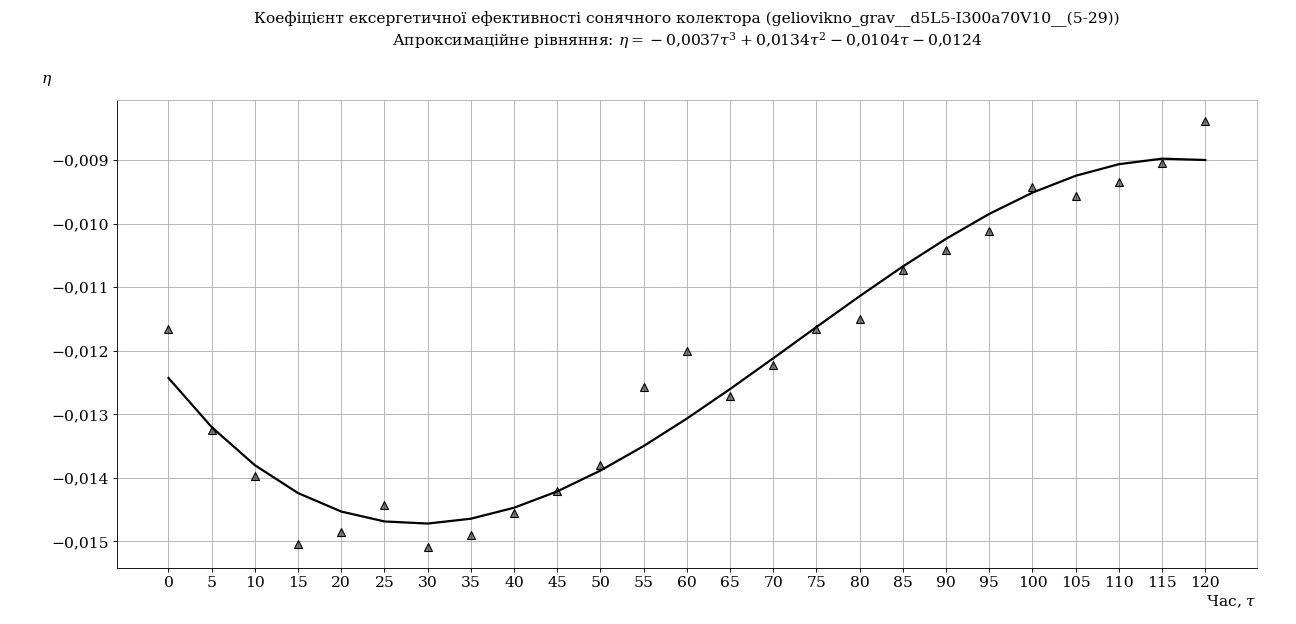 Коефіцієнт ексергетичної ефективності сонячного колектора (geliovikno_grav__d5L5-I300a70V10__(5-29))
Апроксимаційне рівняння: η = − 0,0037τ³ + 0,0134τ² − 0,0104τ − 0,0124
η
−0,009
−0,010
−0,011
−0,012
−0,013
−0,014
−0,015
0 5 10 15 20 25 30 35 40 45 50 55 60 65 70 75 80 85 90 95 100 105 110 115 120
Час, τ